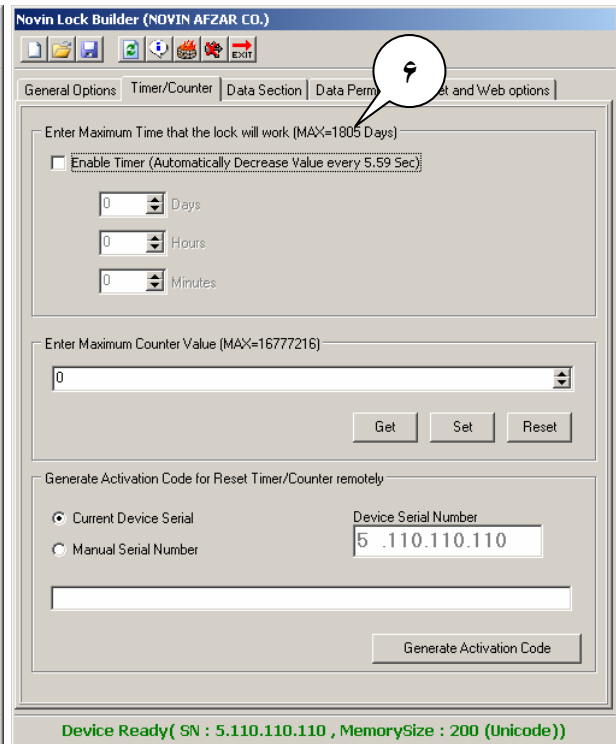 Novin Lock Builder (NOVIN AFZAR CO.)
EXIT
۶
General Options Timer/Counter Data Section Data Perm et and Web options
Enter Maximum Time that the lock will work (MAX=1805 Days)
Enable Timer (Automatically Decrease Value every 5.59 Sec)
0 Days
0 Hours
0 Minutes
Enter Maximum Counter Value (MAX=16777216)
0
Get Set Reset
Generate Activation Code for Reset Timer/Counter remotely
Current Device Serial Device Serial Number
Manual Serial Number 5 .110.110.110
Generate Activation Code
Device Ready( SN : 5.110.110.110 , MemorySize : 200 (Unicode))